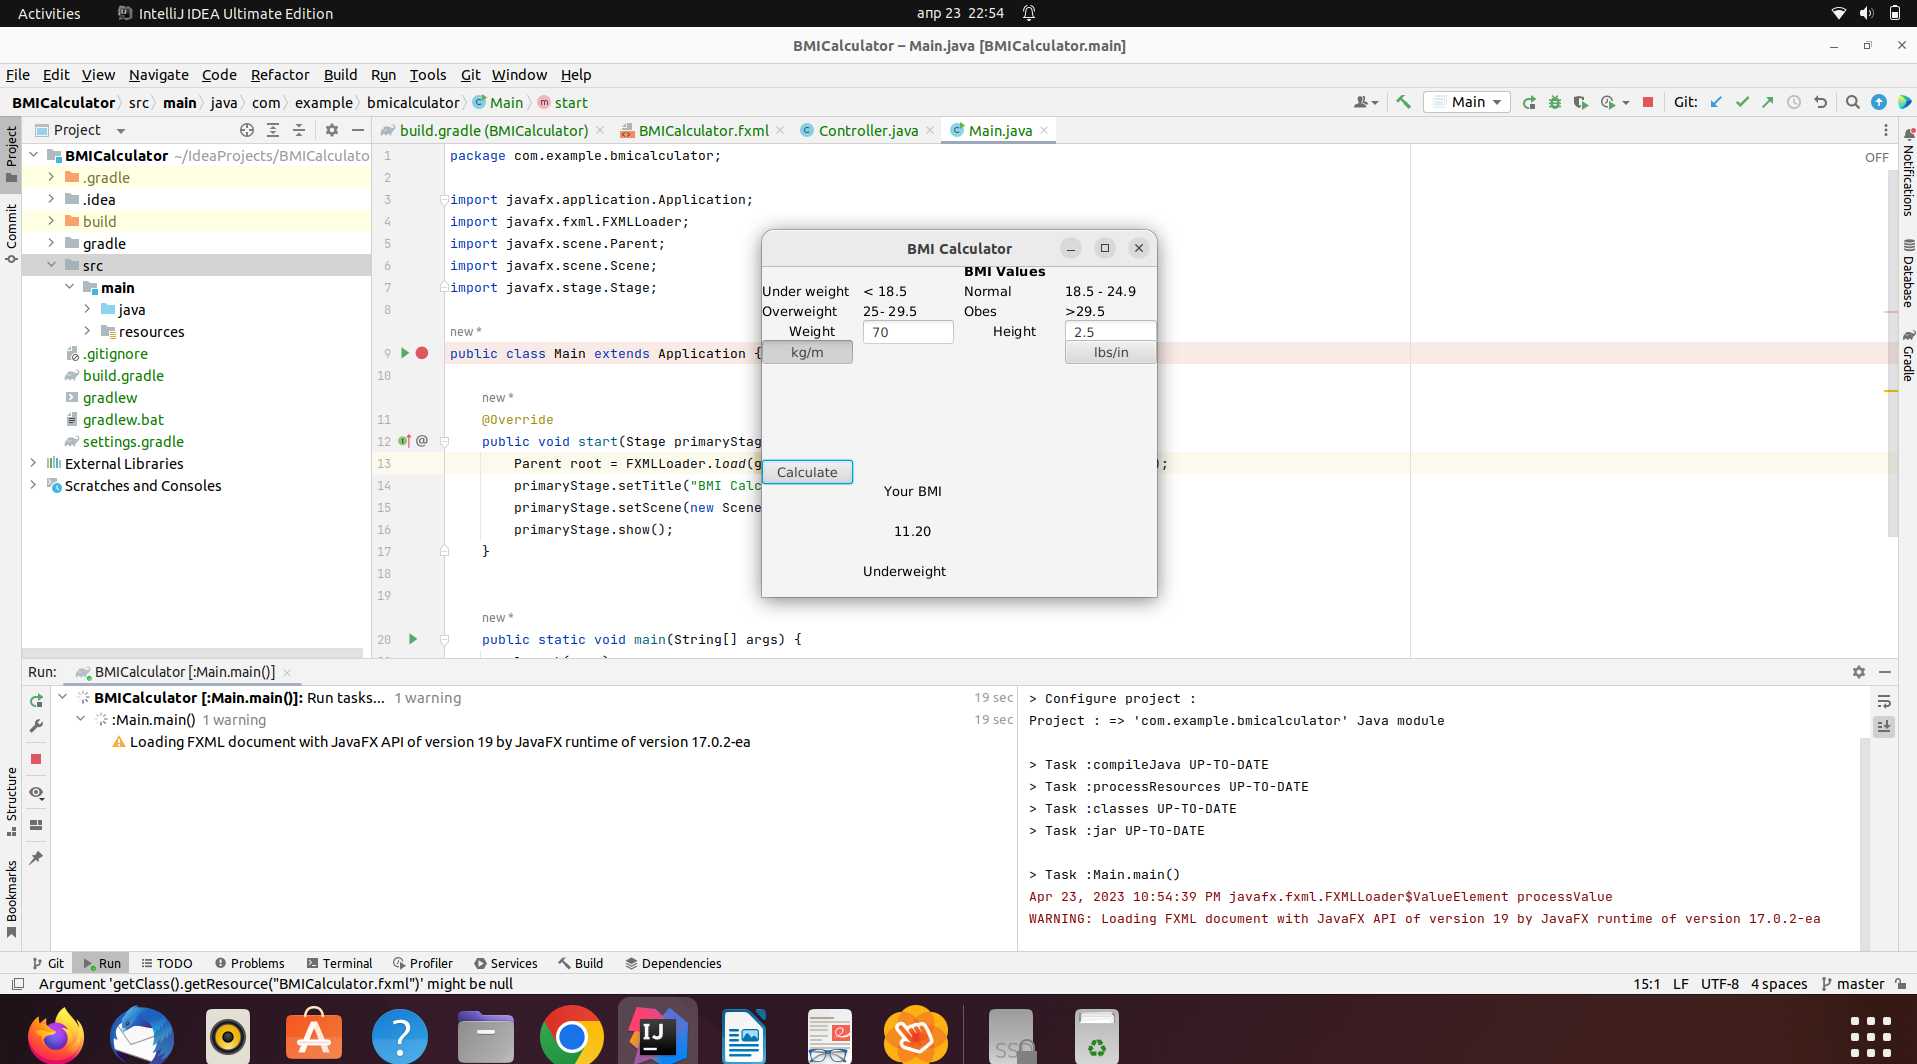 Activities
IntelliJ IDEA Ultimate Edition
апр 23 22:54
BMICalculator – Main.java [BMICalculator.main]
File Edit View Navigate Code Refactor Build Run Tools Git Window Help
BMICalculator src main java com example bmicalculator Main start
Main
Git:
Project
build.gradle (BMICalculator)
BMICalculator.fxml
Controller.java
Main.java
Project
Commit
Structure
Bookmarks
BMICalculator ~/IdeaProjects/BMICalculato
.gradle
.idea
build
gradle
src
main
java
resources
.gitignore
build.gradle
gradlew
gradlew.bat
settings.gradle
External Libraries
Scratches and Consoles
OFF
1 package com.example.bmicalculator;
2
3 import javafx.application.Application;
4 import javafx.fxml.FXMLLoader;
5 import javafx.scene.Parent;
6 import javafx.scene.Scene;
7 import javafx.stage.Stage;
8
new *
9 public class Main extends Application {
10
new *
11 @Override
12 public void start(Stage primaryStag
13 Parent root = FXMLLoader.load(g );
14 primaryStage.setTitle("BMI Calc
15 primaryStage.setScene(new Scene
16 primaryStage.show();
17 }
18
19
new *
20 public static void main(String[] args) {
BMI Calculator
BMI Values
Under weight < 18.5 Normal 18.5 - 24.9
Overweight 25- 29.5 Obes >29.5
Weight 70 Height 2.5
kg/m lbs/in
Calculate
Your BMI
11.20
Underweight
Notifications
Database
Gradle
Run: BMICalculator [:Main.main()]
BMICalculator [:Main.main()]: Run tasks... 1 warning 19 sec
:Main.main() 1 warning 19 sec
Loading FXML document with JavaFX API of version 19 by JavaFX runtime of version 17.0.2-ea
> Configure project :
Project : => 'com.example.bmicalculator' Java module
> Task :compileJava UP-TO-DATE
> Task :processResources UP-TO-DATE
> Task :classes UP-TO-DATE
> Task :jar UP-TO-DATE
> Task :Main.main()
Apr 23, 2023 10:54:39 PM javafx.fxml.FXMLLoader$ValueElement processValue
WARNING: Loading FXML document with JavaFX API of version 19 by JavaFX runtime of version 17.0.2-ea
Git Run TODO Problems Terminal Profiler Services Build Dependencies
Argument 'getClass().getResource("BMICalculator.fxml")' might be null
15:1 LF UTF-8 4 spaces master
IJ
SSD